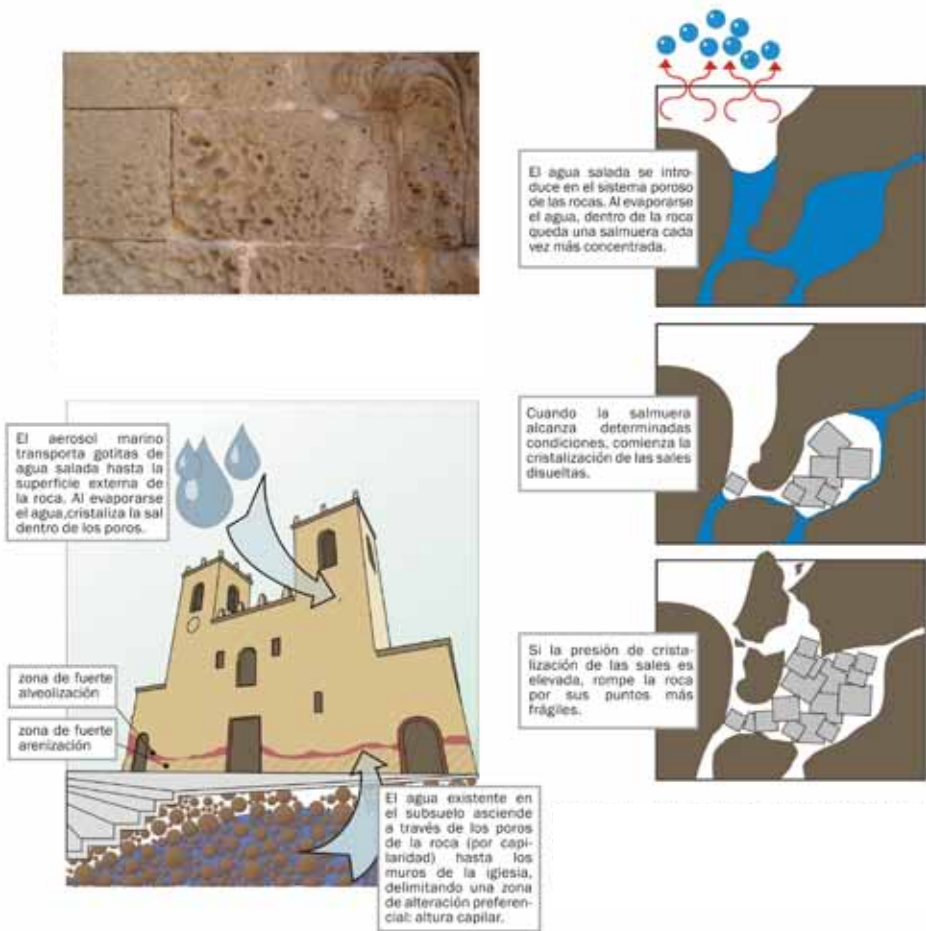 El agua salada se intro-
duce en el sistema poroso
de las rocas. Al evaporarse
el agua, dentro de la roca
queda una salmuera cada
vez más concentrada.
Cuando la salmuera
alcanza determinadas
condiciones, comienza la
cristalización de las sales
disueltas.
Si la presión de crista-
lización de las sales es
elevada, rompe la roca
por sus puntos más
frágiles.
El aerosol marino
transporta gotitas de
agua salada hasta la
superficie externa de
la roca. Al evaporarse
el agua,cristaliza la sal
dentro de los poros.
zona de fuerte
alveolización
zona de fuerte
arenización
El agua existente en
el subsuelo asciende
a través de los poros
de la roca (por capi-
laridad) hasta los
muros de la iglesia,
delimitando una zona
de alteración preferen-
cial: altura capilar.